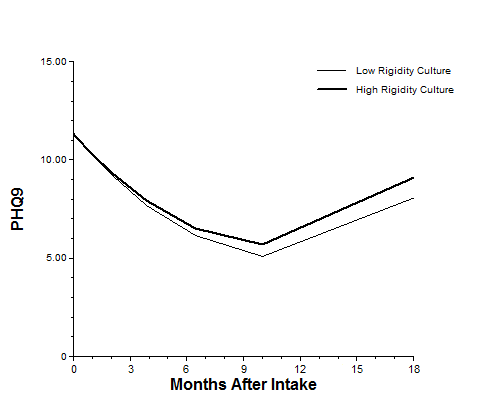 15.00
Low Rigidity Culture
High Rigidity Culture
10.00
PHQ9
5.00
0
0 3 6 9 12 15 18
Months After Intake